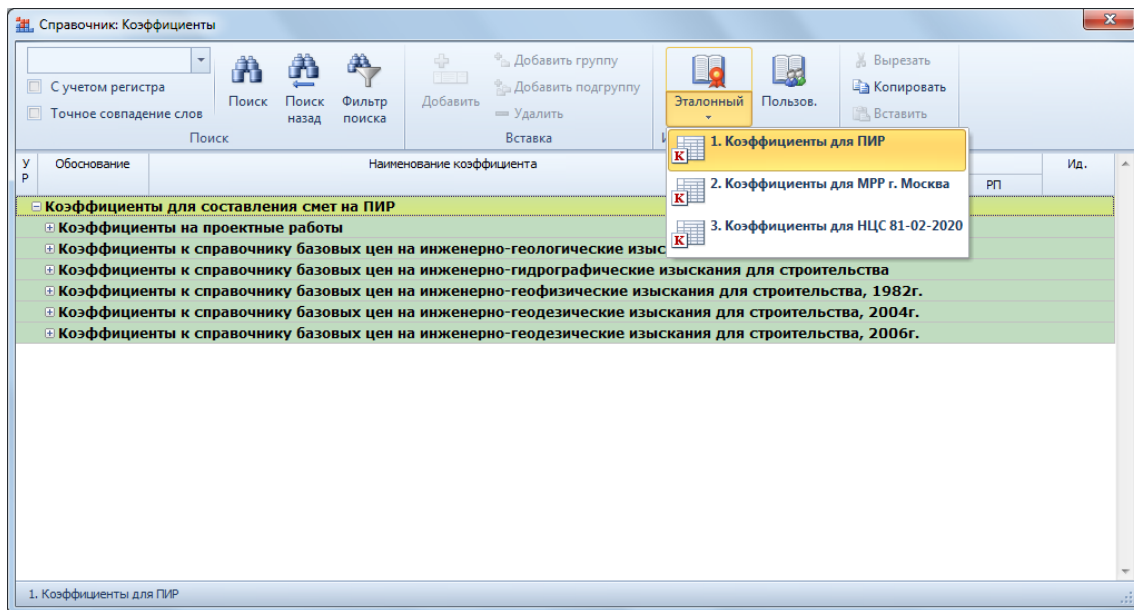 Справочник: Коэффициенты
С учетом регистра
Точное совпадение слов
Поиск
Поиск назад
Фильтр поиска
Поиск
Добавить
Добавить группу
Добавить подгруппу
Удалить
Вставка
Эталонный
Пользов.
Вырезать
Копировать
Вставить
1. Коэффициенты для ПИР
2. Коэффициенты для МРР г. Москва
3. Коэффициенты для НЦС 81-02-2020
У Р
Обоснование
Наименование коэффициента
РП
Ид.
Коэффициенты для составления смет на ПИР
Коэффициенты на проектные работы
Коэффициенты к справочнику базовых цен на инженерно-геологические изыс
Коэффициенты к справочнику базовых цен на инженерно-гидрографические изыскания для строительства
Коэффициенты к справочнику базовых цен на инженерно-геофизические изыскания для строительства, 1982г.
Коэффициенты к справочнику базовых цен на инженерно-геодезические изыскания для строительства, 2004г.
Коэффициенты к справочнику базовых цен на инженерно-геодезические изыскания для строительства, 2006г.
1. Коэффициенты для ПИР